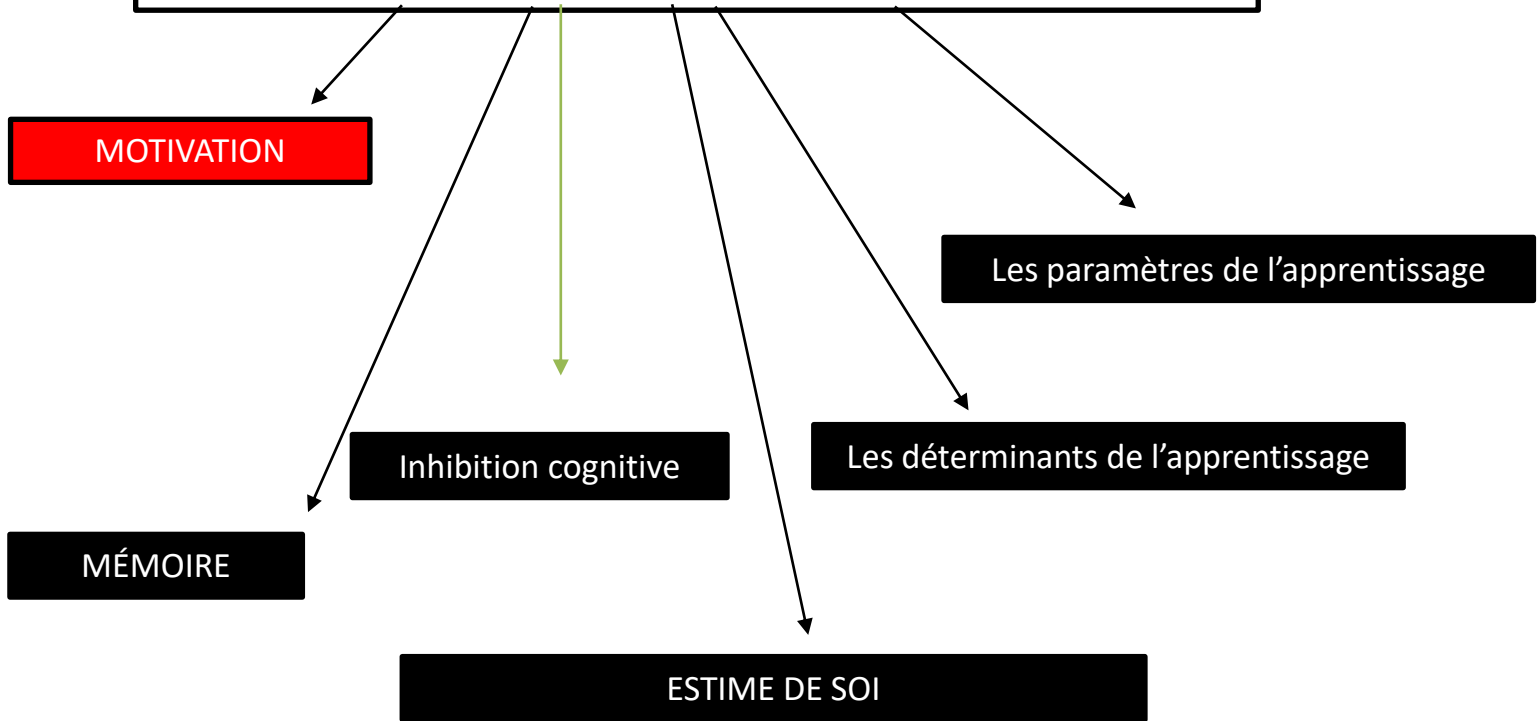 MOTIVATION
Les paramètres de l’apprentissage
Inhibition cognitive
Les déterminants de l’apprentissage
MÉMOIRE
ESTIME DE SOI